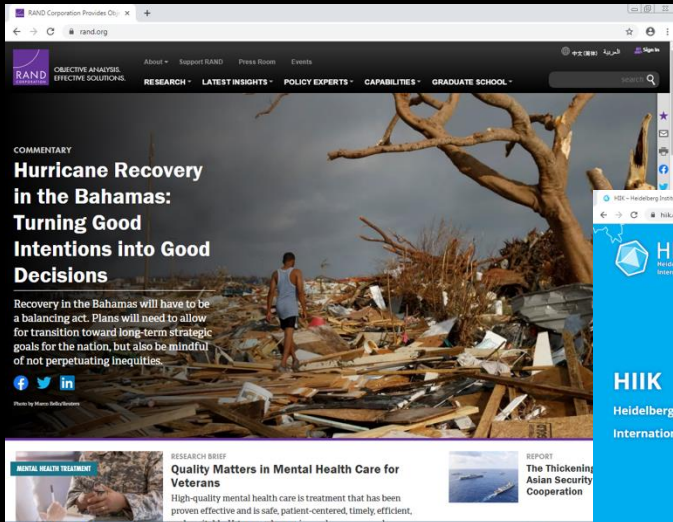 RAND Corporation Provides Obj
rand.org
RAND
CORPORATION
OBJECTIVE ANALYSIS.
EFFECTIVE SOLUTIONS.
About Support RAND Press Room Events
中文(简体) العربية Sign in
RESEARCH LATEST INSIGHTS POLICY EXPERTS CAPABILITIES GRADUATE SCHOOL
search
COMMENTARY
Hurricane Recovery
in the Bahamas:
Turning Good
Intentions into Good
Decisions
Recovery in the Bahamas will have to be
a balancing act. Plans will need to allow
for transition toward long-term strategic
goals for the nation, but also be mindful
of not perpetuating inequities.
Photo by Marco Bello/Reuters
HIIK – Heidelberg Instit
hiik.
H
Heide
Intern
HIIK
Heidelberg
Internation
MENTAL HEALTH TREATMENT
RESEARCH BRIEF
Quality Matters in Mental Health Care for
Veterans
High-quality mental health care is treatment that has been
proven effective and is safe, patient-centered, timely, efficient,
REPORT
The Thickening
Asian Security
Cooperation